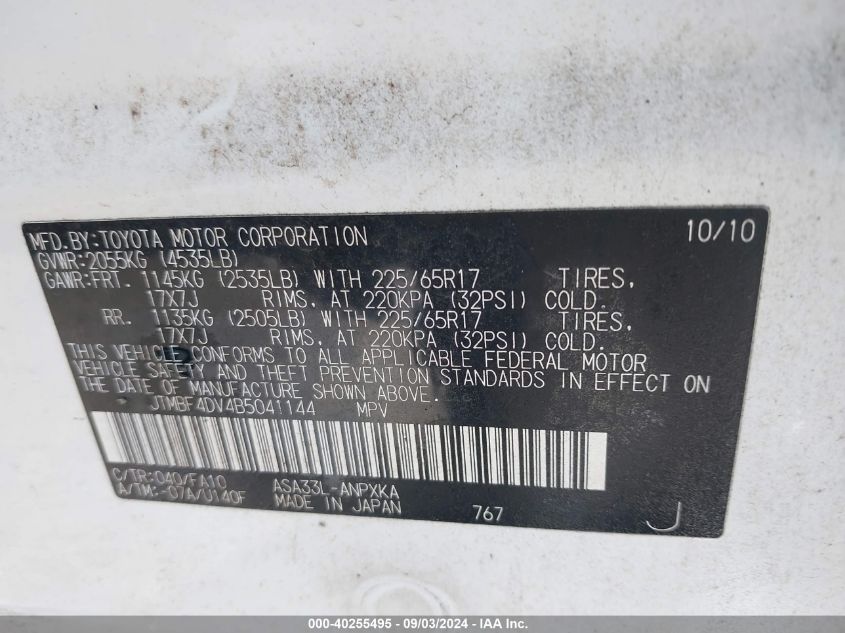 MFD.BY:TOYOTA MOTOR CORPORATION 10/10
GVWR:2055KG (4535LB)
GAWR:FRT. 1145KG (2535LB) WITH 225/65R17 TIRES,
17X7J RIMS, AT 220KPA (32PSI) COLD.
RR. 1135KG (2505LB) WITH 225/65R17 TIRES,
17X7J RIMS, AT 220KPA (32PSI) COLD.
THIS VEHICLE CONFORMS TO ALL APPLICABLE FEDERAL MOTOR
VEHICLE SAFETY AND THEFT PREVENTION STANDARDS IN EFFECT ON
THE DATE OF MANUFACTURE SHOWN ABOVE.
JTMBF4DV4B5041144 MPV
C/TR:040/FA10 ASA33L-ANPXKA
A/TM:-07A/U140F MADE IN JAPAN 767 J
000-40255495 - 09/03/2024 - IAA Inc.